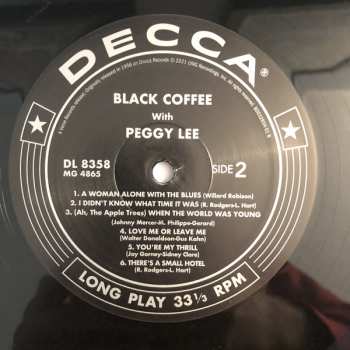 DECCA®
BLACK COFFEE
With
PEGGY LEE
DL 8358
MG 4865
SIDE 2
1. A WOMAN ALONE WITH THE BLUES (Willard Robison)
2. I DIDN'T KNOW WHAT TIME IT WAS (R. Rodgers-L. Hart)
3. (Ah, The Apple Trees) WHEN THE WORLD WAS YOUNG
(Johnny Mercer-M. Philippe-Gerard)
4. LOVE ME OR LEAVE ME
(Walter Donaldson-Gus Kahn)
5. YOU'RE MY THRILL
(Jay Gorney-Sidney Clare)
6. THERE'S A SMALL HOTEL
(R. Rodgers-L. Hart)
LONG PLAY 33 1/3 RPM